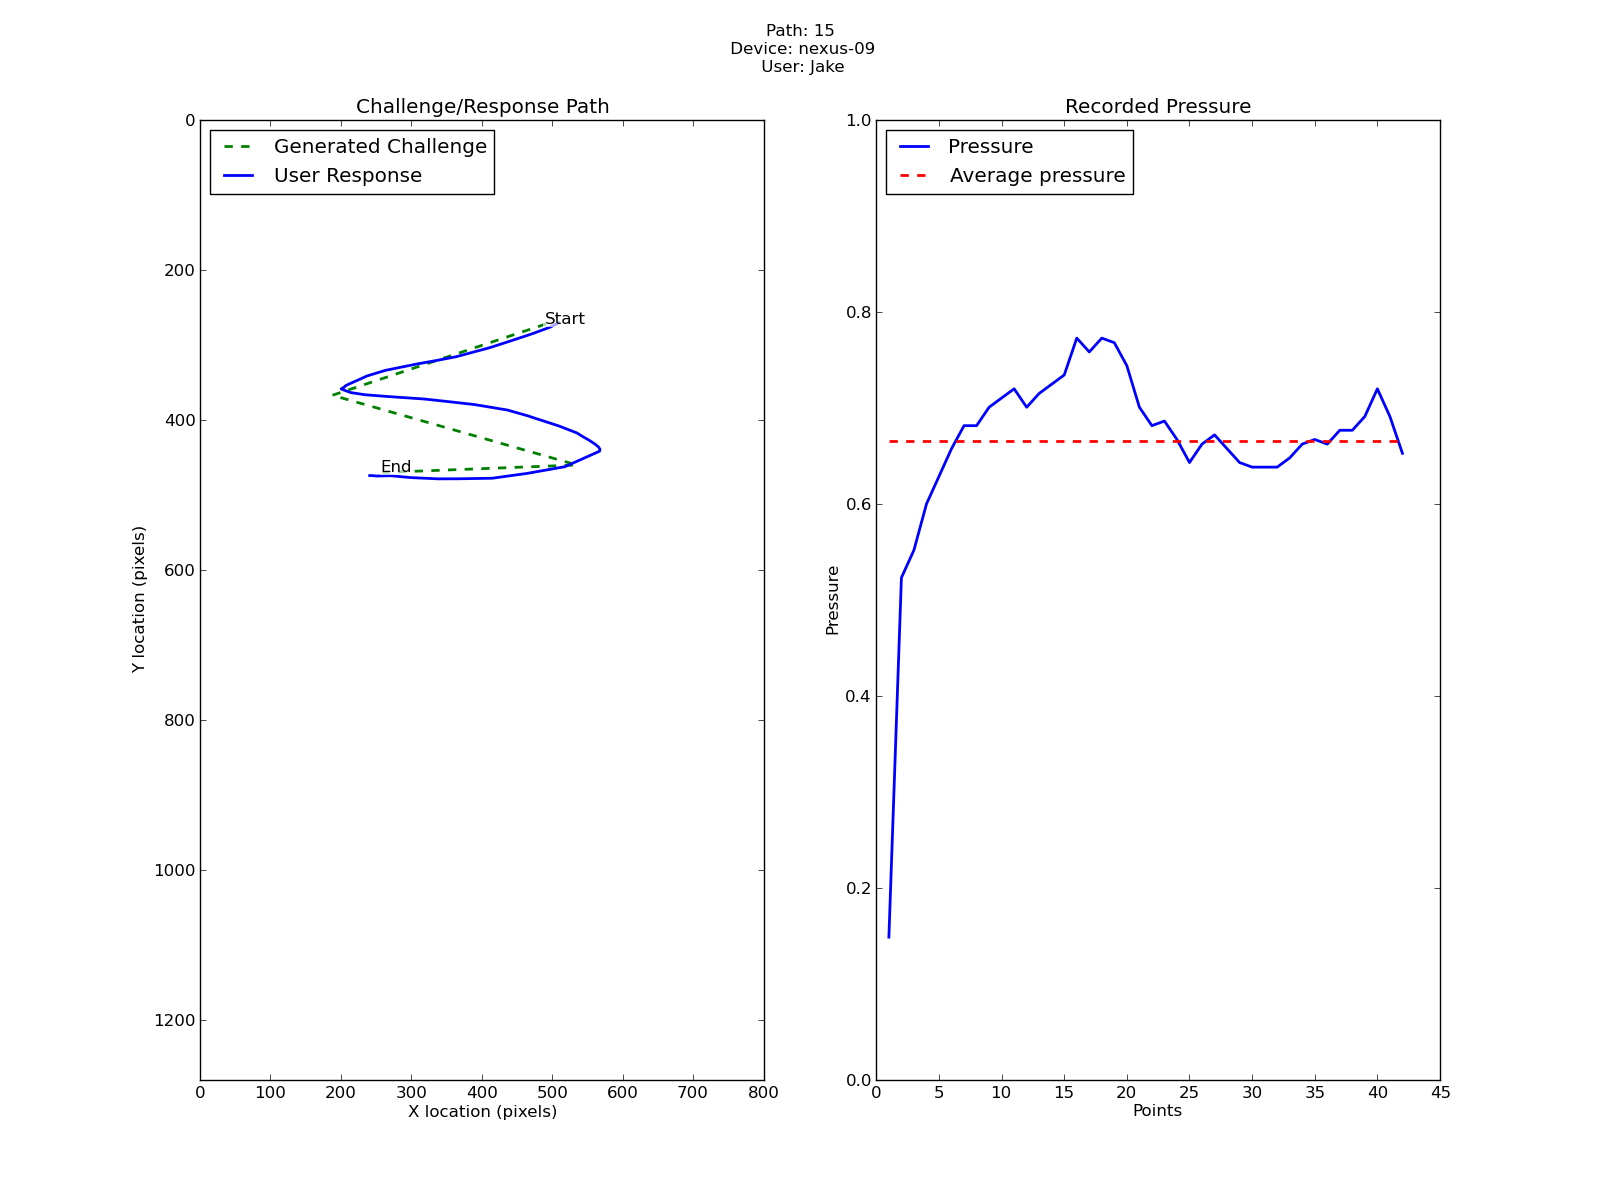 Path: 15
Device: nexus-09
User: Jake
Challenge/Response Path
Generated Challenge
User Response
Start
End
0
200
400
600
800
1000
1200
Y location (pixels)
0 100 200 300 400 500 600 700 800
X location (pixels)
Recorded Pressure
Pressure
Average pressure
1.0
0.8
0.6
0.4
0.2
0.0
Pressure
0 5 10 15 20 25 30 35 40 45
Points